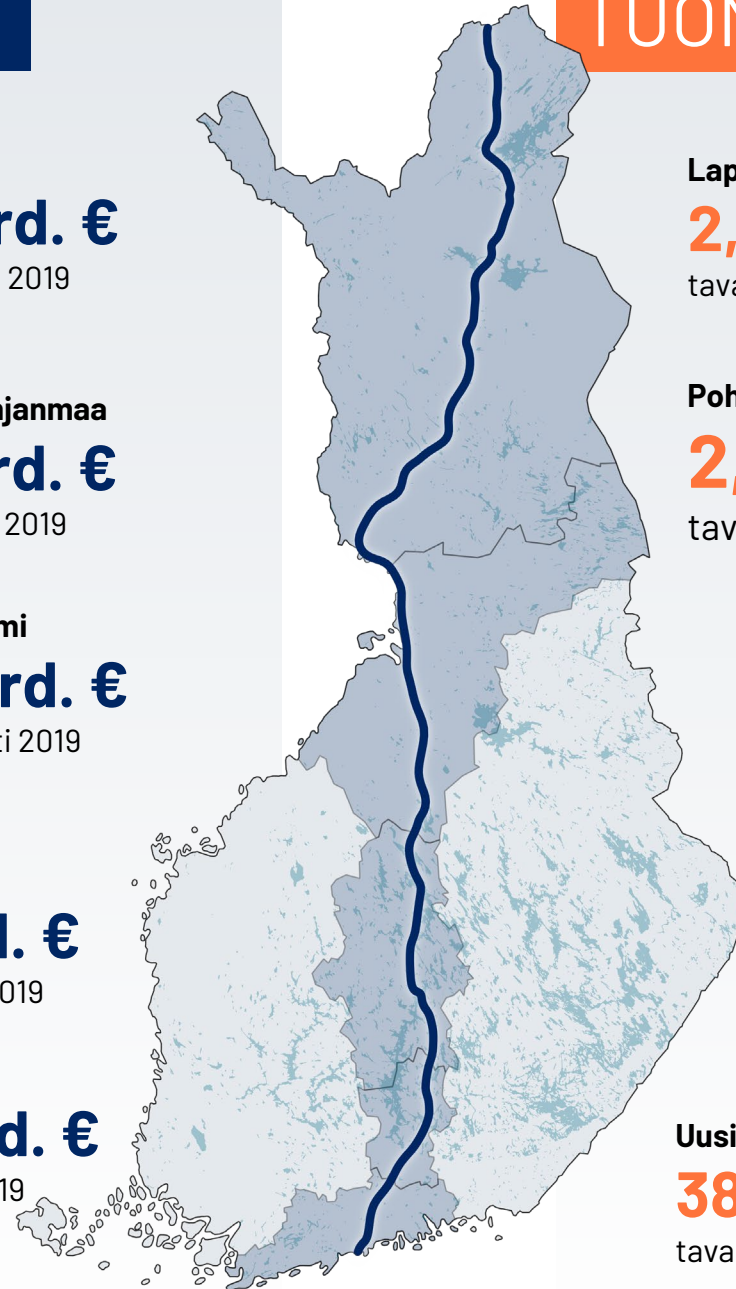 rd. €
2019
janmaa
rd. €
2019
mi
rd. €
ti 2019
d. €
019
d. €
19
TUON
Lap
2,
tava
Poh
2,
tav
Uusi
38
tava